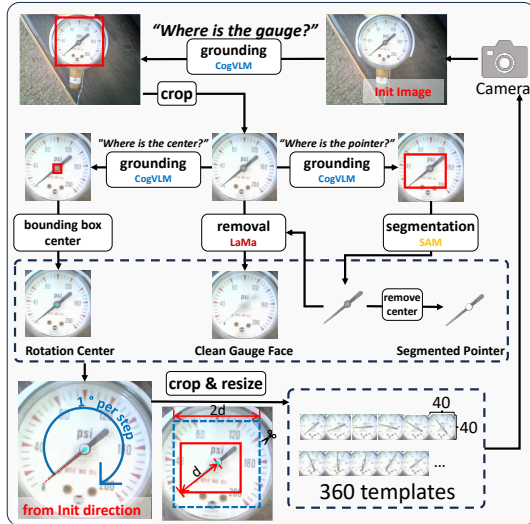 "Where is the gauge?"
grounding
CogVLM
Init Image
Camera
crop
"Where is the center?"
"Where is the pointer?"
grounding
CogVLM
grounding
CogVLM
bounding box
center
removal
LaMa
segmentation
SAM
remove
center
Rotation Center
Clean Gauge Face
Segmented Pointer
1° per step
psi
from Init direction
crop & resize
2d
d
psi
40
40
...
360 templates